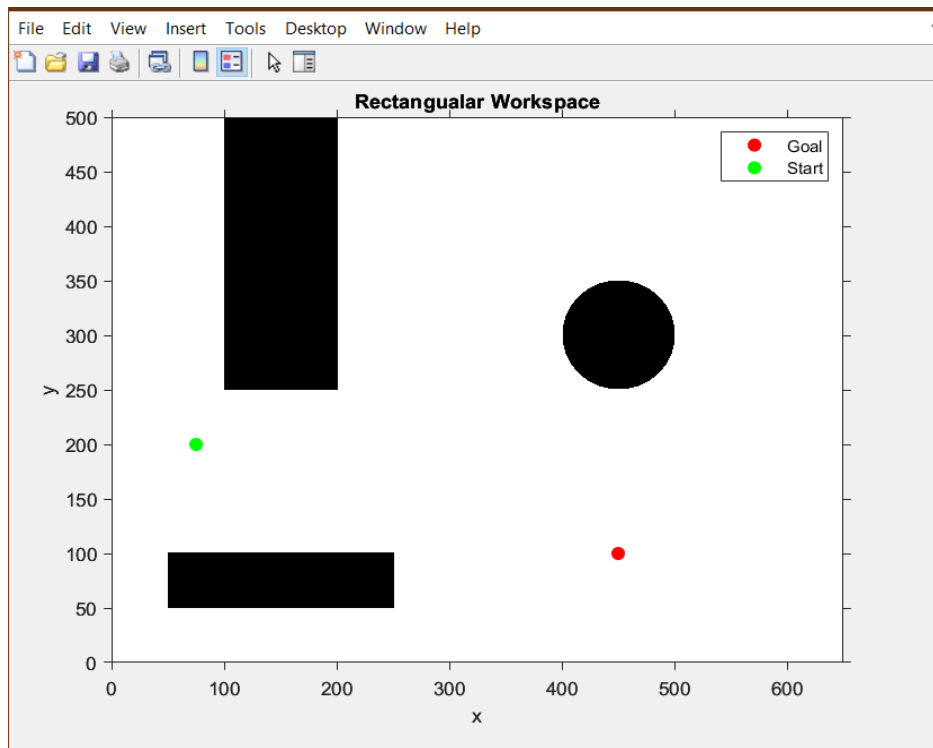 File Edit View Insert Tools Desktop Window Help
Rectangualar Workspace
500
450
400
350
300
250
200
150
100
50
0
y
Goal
Start
0 100 200 300 400 500 600
x